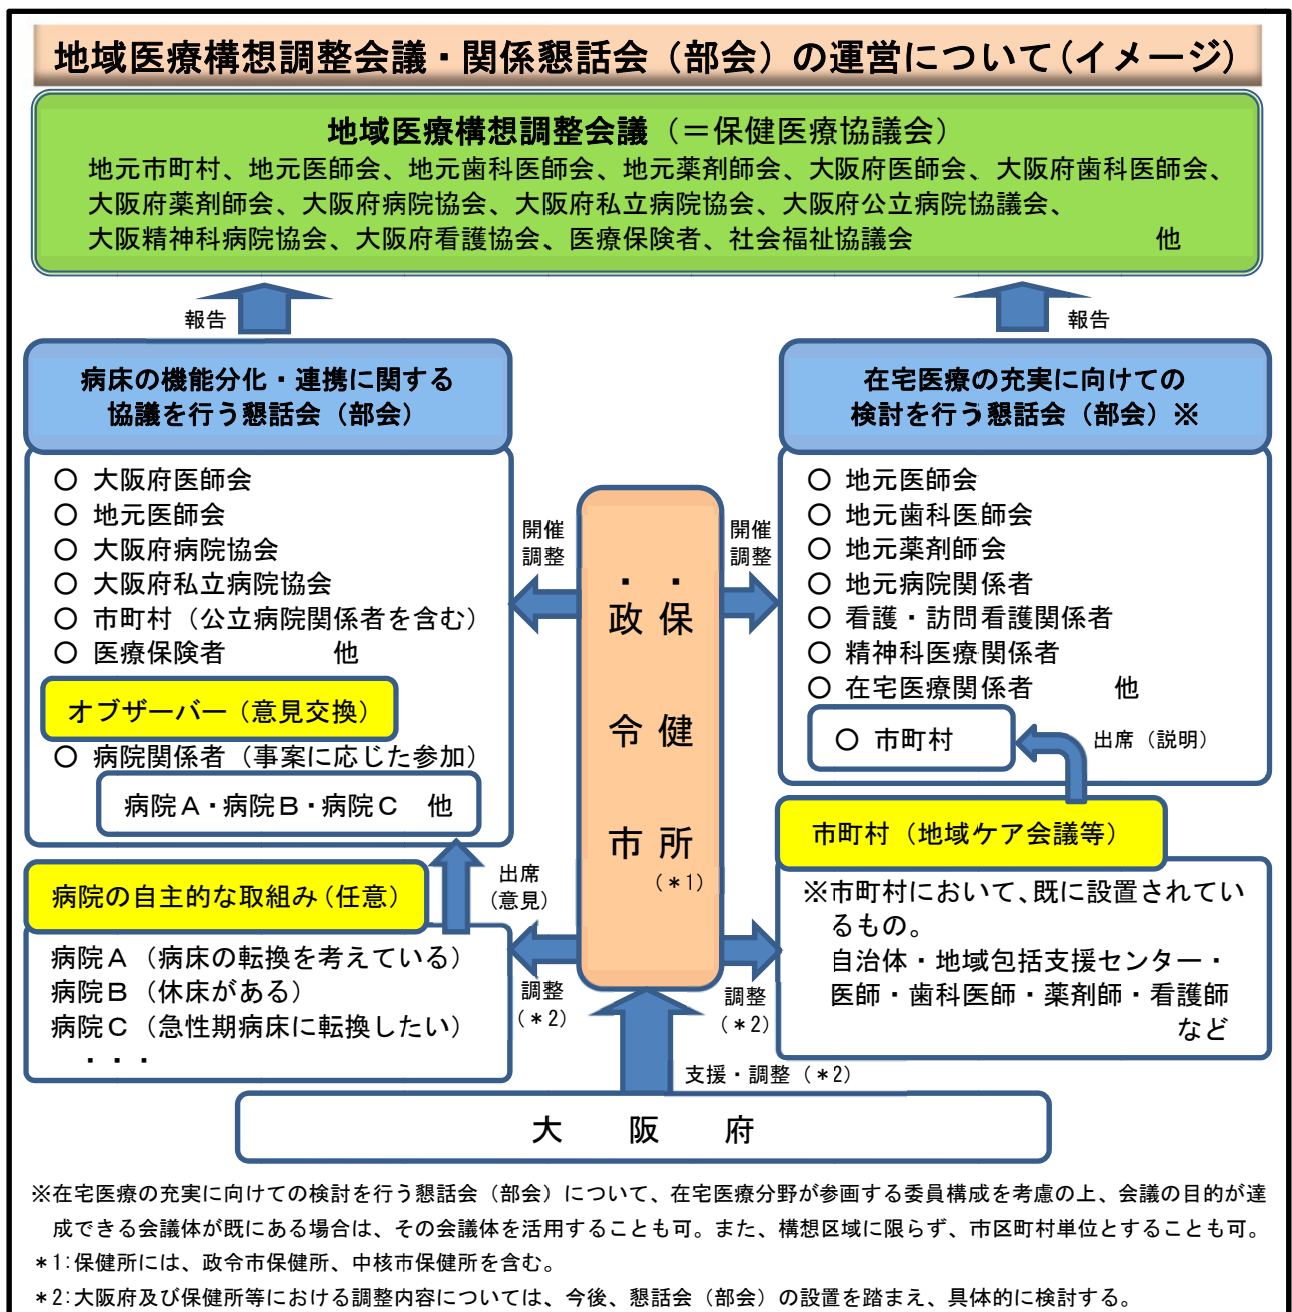 地域医療構想調整会議・関係懇話会（部会）の運営について(イメージ)
地域医療構想調整会議（＝保健医療協議会）
地元市町村、地元医師会、地元歯科医師会、地元薬剤師会、大阪府医師会、大阪府歯科医師会、
大阪府薬剤師会、大阪府病院協会、大阪府私立病院協会、大阪府公立病院協議会、
大阪精神科病院協会、大阪府看護協会、医療保険者、社会福祉協議会　他
報告
報告
病床の機能分化・連携に関する
協議を行う懇話会（部会）
○ 大阪府医師会
○ 地元医師会
○ 大阪府病院協会
○ 大阪府私立病院協会
○ 市町村（公立病院関係者を含む）
○ 医療保険者　他
オブザーバー（意見交換）
○ 病院関係者（事案に応じた参加）
病院Ａ・病院Ｂ・病院Ｃ　他
病院の自主的な取組み（任意）
病院Ａ（病床の転換を考えている）
病院Ｂ（休床がある）
病院Ｃ（急性期病床に転換したい）
・・・
出席
(意見)
開催
調整
調整
(＊2)
保健所・
政令市・
(＊1)
開催
調整
調整
(＊2)
在宅医療の充実に向けての
検討を行う懇話会（部会）※
○ 地元医師会
○ 地元歯科医師会
○ 地元薬剤師会
○ 地元病院関係者
○ 看護・訪問看護関係者
○ 精神科医療関係者
○ 在宅医療関係者　他
○ 市町村
出席（説明）
市町村（地域ケア会議等）
※市町村において、既に設置されてい
るもの。
自治体・地域包括支援センター・
医師・歯科医師・薬剤師・看護師
など
支援・調整（＊2）
大　阪　府
※在宅医療の充実に向けての検討を行う懇話会（部会）について、在宅医療分野が参画する委員構成を考慮の上、会議の目的が達
成できる会議体が既にある場合は、その会議体を活用することも可。また、構想区域に限らず、市区町村単位とすることも可。
＊1:保健所には、政令市保健所、中核市保健所を含む。
＊2:大阪府及び保健所等における調整内容については、今後、懇話会（部会）の設置を踏まえ、具体的に検討する。